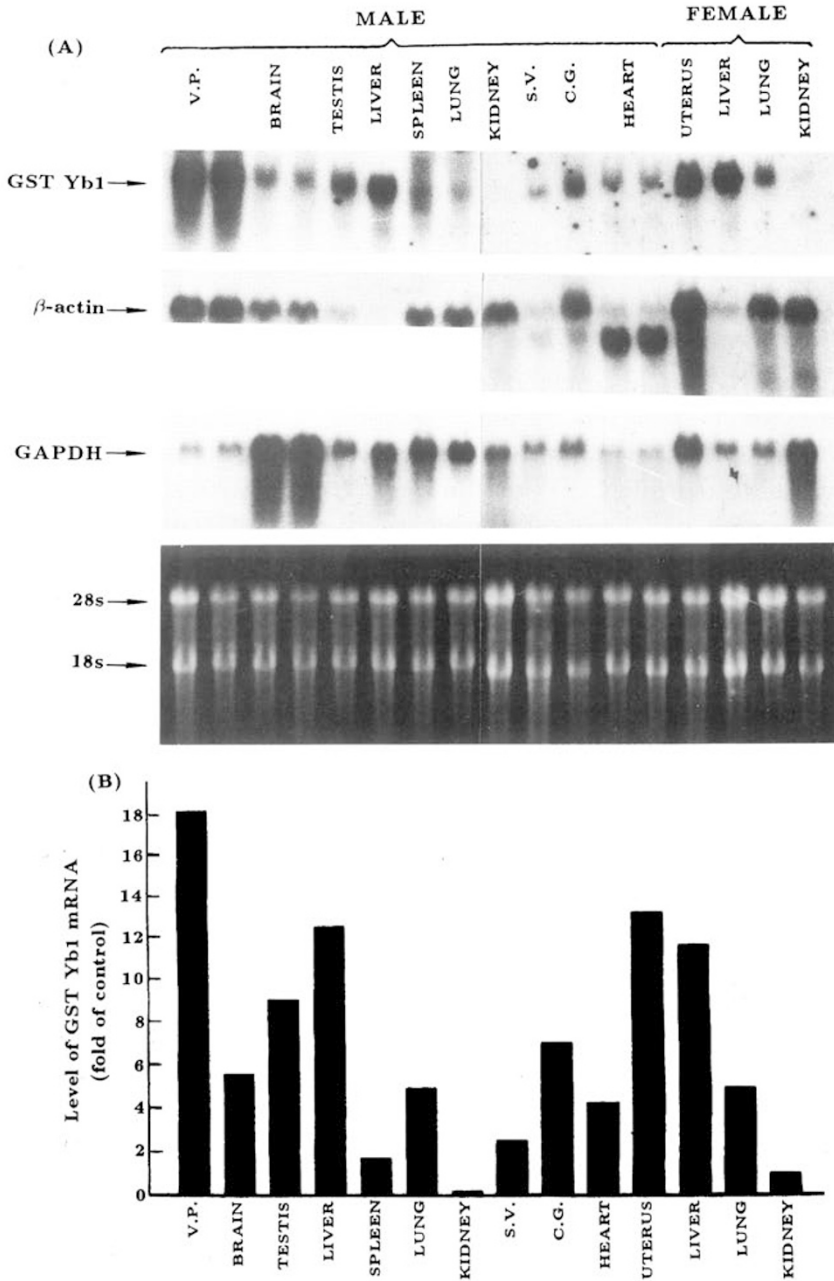 MALE FEMALE
(A)
V.P. BRAIN TESTIS LIVER SPLEEN LUNG KIDNEY S.V. C.G. HEART UTERUS LIVER LUNG KIDNEY
GST Yb1
β-actin
GAPDH
28s
18s
(B)
Level of GST Yb1 mRNA
(fold of control)
18
16
14
12
10
8
6
4
2
0
V.P. BRAIN TESTIS LIVER SPLEEN LUNG KIDNEY S.V. C.G. HEART UTERUS LIVER LUNG KIDNEY